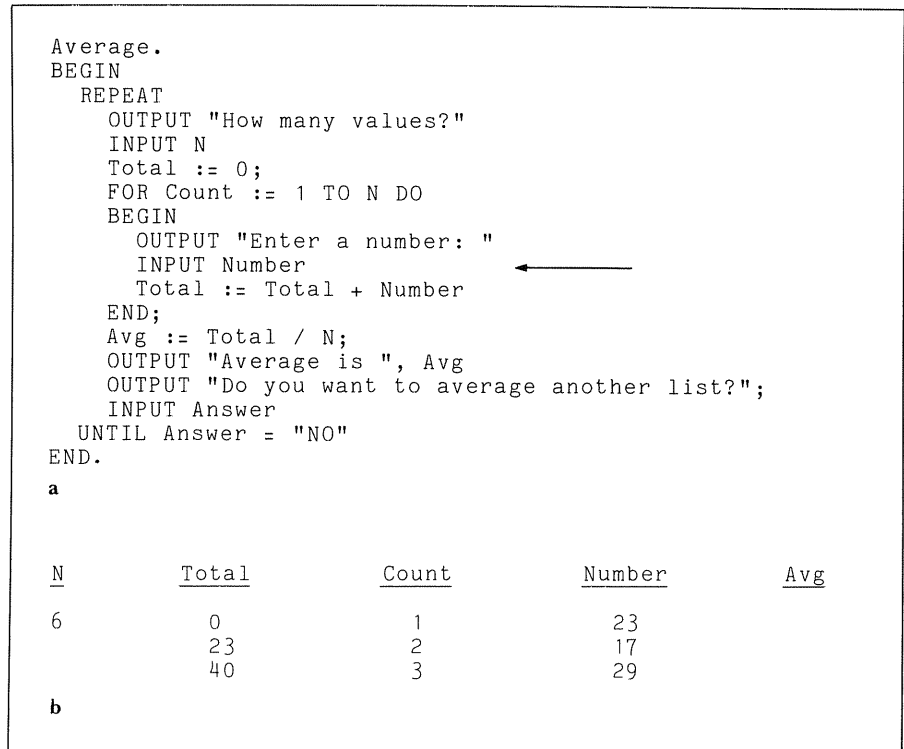 Average.
BEGIN
REPEAT
OUTPUT "How many values?"
INPUT N
Total := 0;
FOR Count := 1 TO N DO
BEGIN
OUTPUT "Enter a number: "
INPUT Number
Total := Total + Number
END;
Avg := Total / N;
OUTPUT "Average is ", Avg
OUTPUT "Do you want to average another list?";
INPUT Answer
UNTIL Answer = "NO"
END.
a
N Total Count Number Avg
6 0 1 23
23 2 17
40 3 29
b